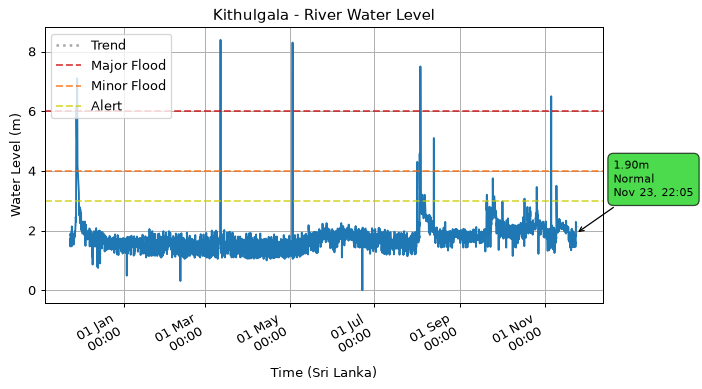 Kithulgala - River Water Level
Trend
Major Flood
Minor Flood
Alert
Water Level (m)
8
6
4
2
0
1.90m
Normal
Nov 23, 22:05
01 Jan
00:00
01 Mar
00:00
01 May
00:00
01 Jul
00:00
01 Sep
00:00
01 Nov
00:00
Time (Sri Lanka)